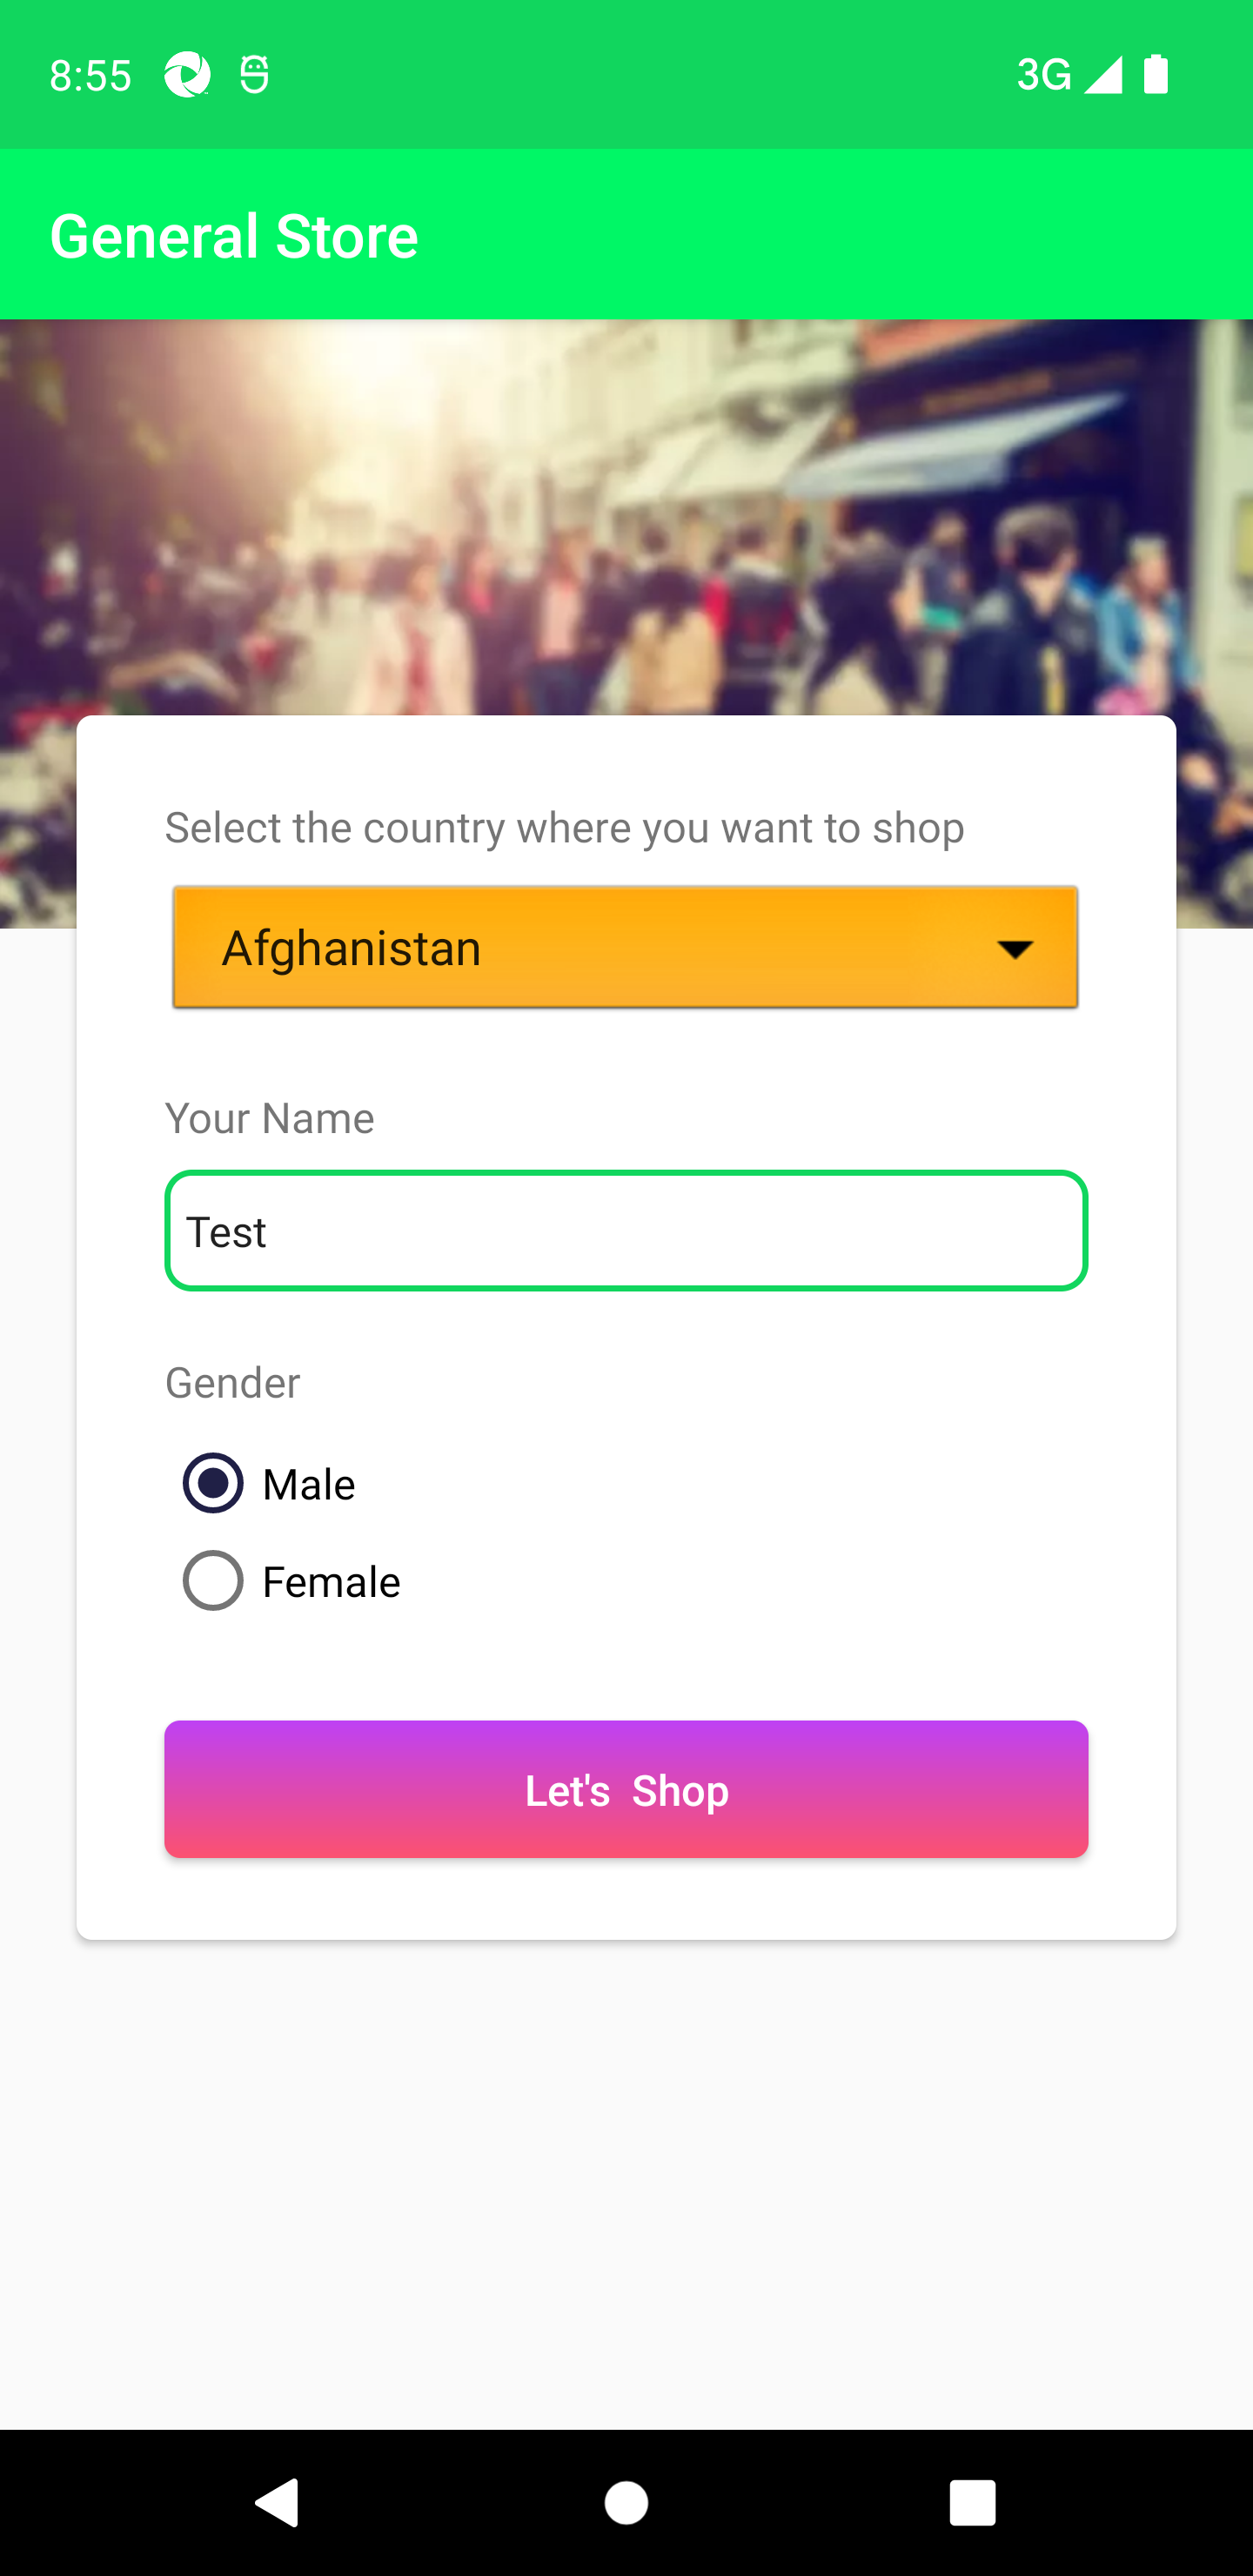 8:55 3G
General Store
Select the country where you want to shop
Afghanistan
Your Name
Test
Gender
Male
Female
Let's Shop